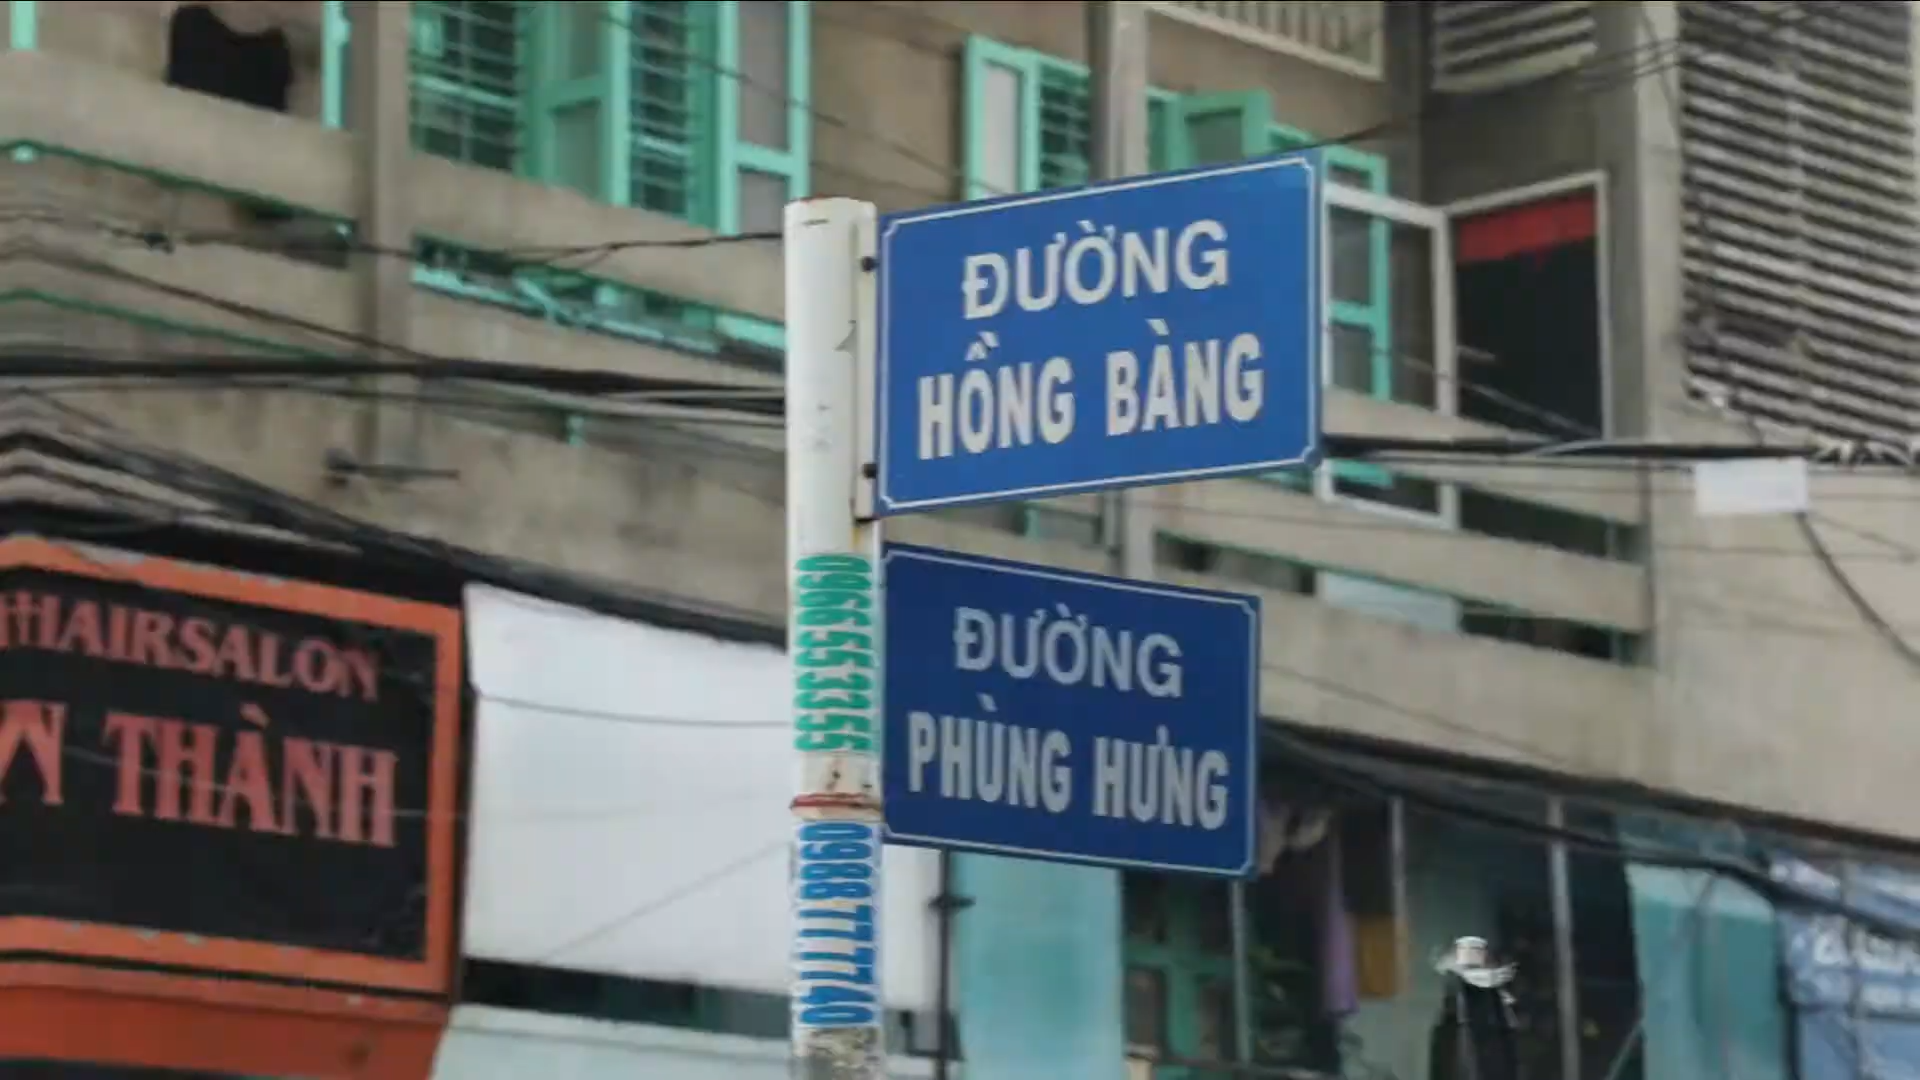 ĐƯỜNG
HỒNG BÀNG
ĐƯỜNG
PHÙNG HƯNG
HAIRSALON
THÀNH
0966553355
0988777740